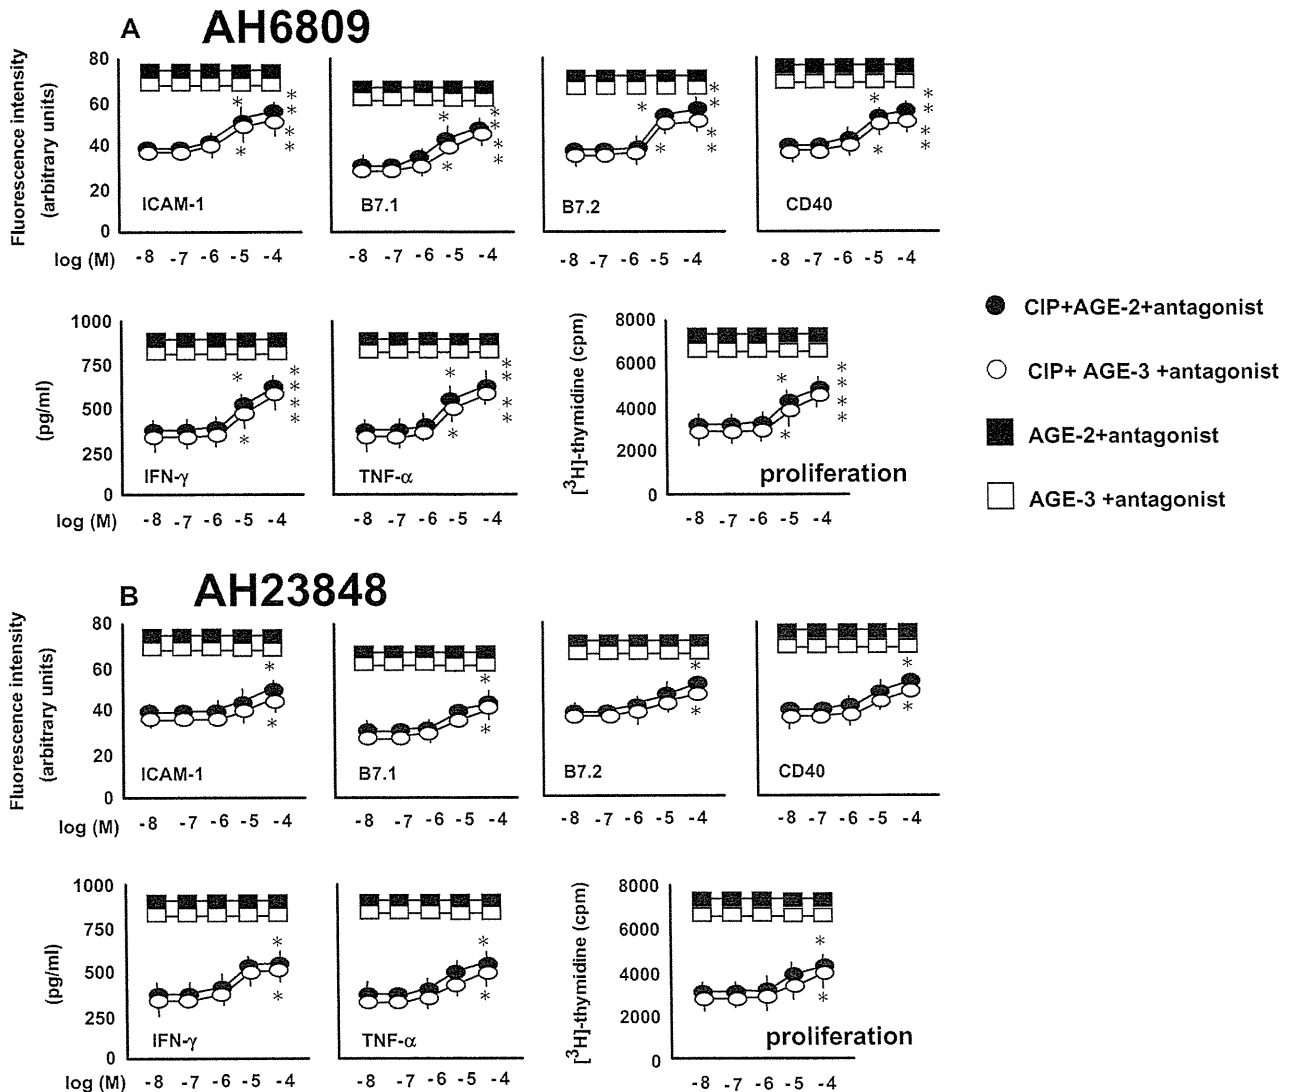 A AH6809
Fluorescence intensity
(arbitrary units)
80
60
40
20
0
ICAM-1
B7.1
B7.2
CD40
log (M) -8 -7 -6 -5 -4 -8 -7 -6 -5 -4 -8 -7 -6 -5 -4 -8 -7 -6 -5 -4
(pg/ml)
1000
750
500
250
0
IFN-γ
TNF-α
[³H]-thymidine (cpm)
8000
6000
4000
2000
0
proliferation
log (M) -8 -7 -6 -5 -4 -8 -7 -6 -5 -4 -8 -7 -6 -5 -4
CIP+AGE-2+antagonist
CIP+ AGE-3 +antagonist
AGE-2+antagonist
AGE-3 +antagonist
B AH23848
Fluorescence intensity
(arbitrary units)
80
60
40
20
0
ICAM-1
B7.1
B7.2
CD40
log (M) -8 -7 -6 -5 -4 -8 -7 -6 -5 -4 -8 -7 -6 -5 -4 -8 -7 -6 -5 -4
(pg/ml)
1000
750
500
250
0
IFN-γ
TNF-α
[³H]-thymidine (cpm)
8000
6000
4000
2000
0
proliferation
log (M) -8 -7 -6 -5 -4 -8 -7 -6 -5 -4 -8 -7 -6 -5 -4